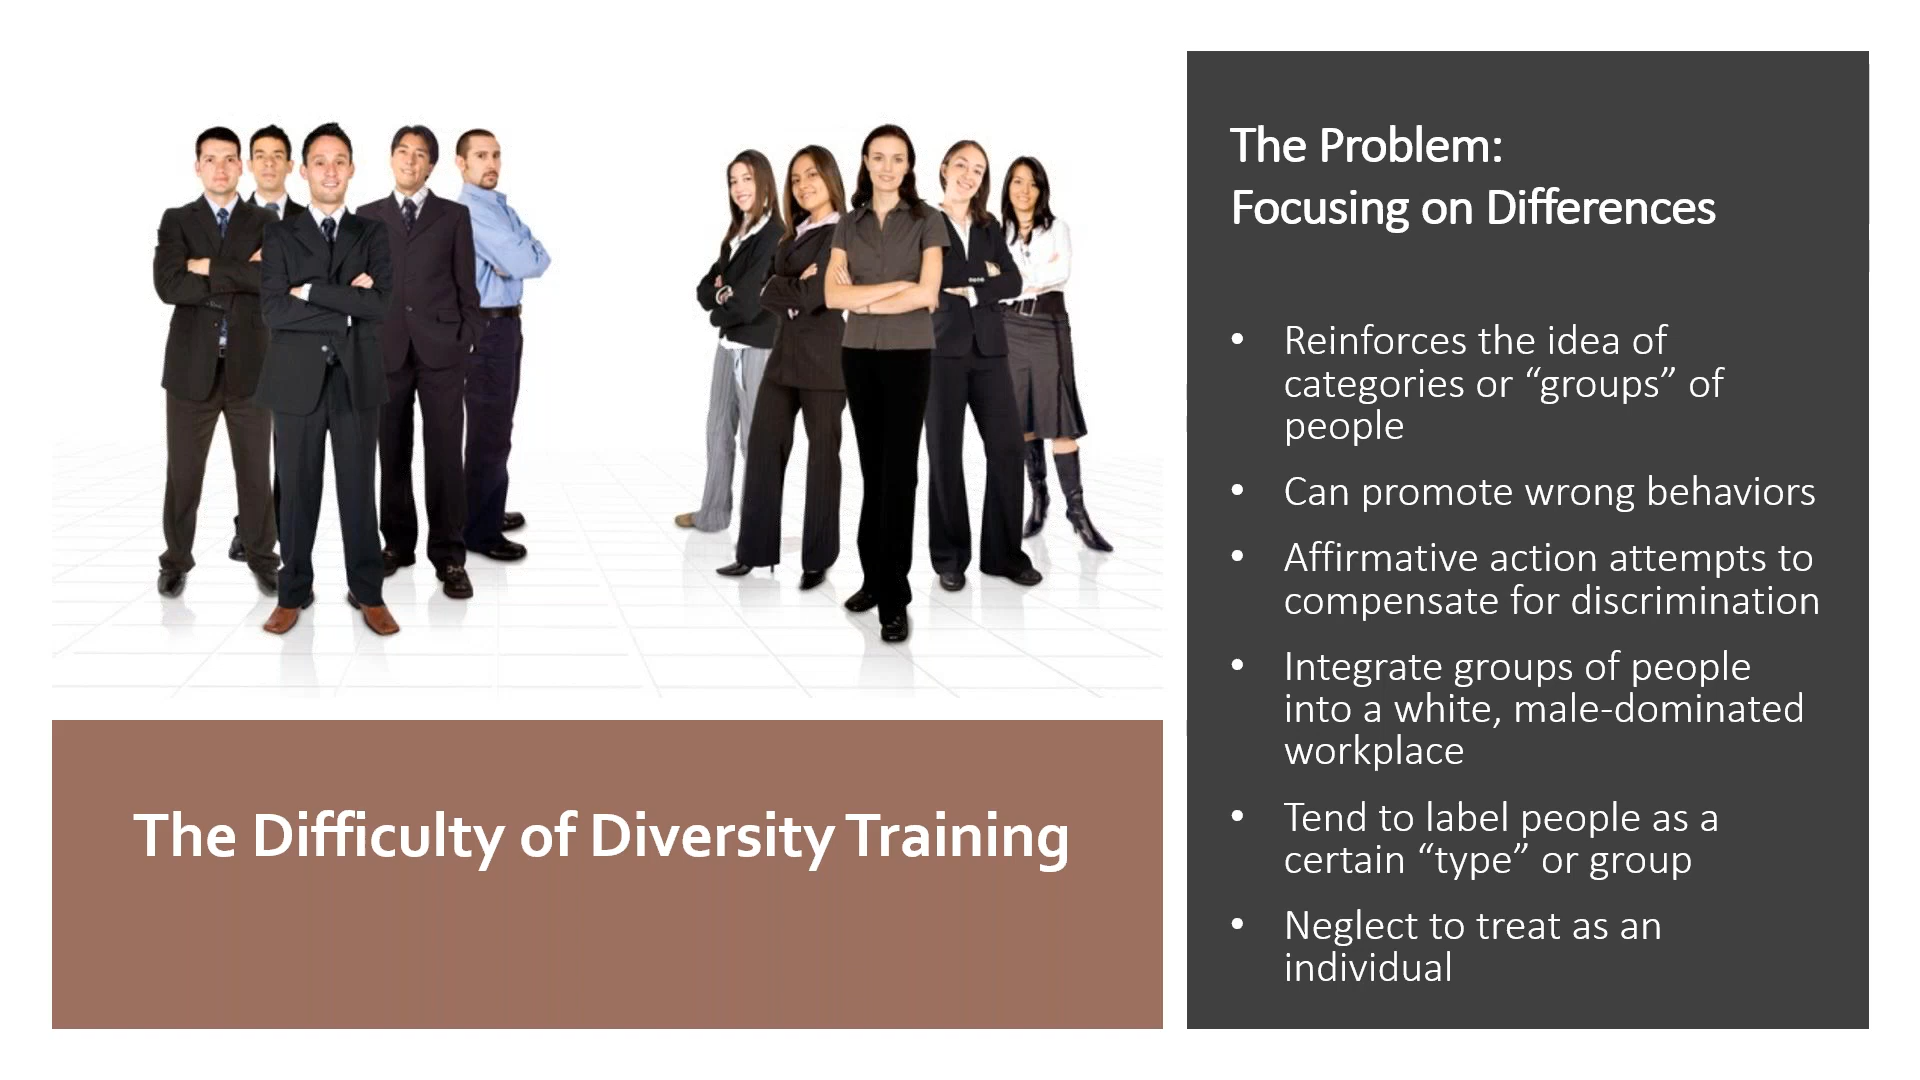 The Problem:
Focusing on Differences
• Reinforces the idea of
categories or “groups” of
people
• Can promote wrong behaviors
• Affirmative action attempts to
compensate for discrimination
• Integrate groups of people
into a white, male-dominated
workplace
• Tend to label people as a
certain “type” or group
• Neglect to treat as an
individual
The Difficulty of Diversity Training